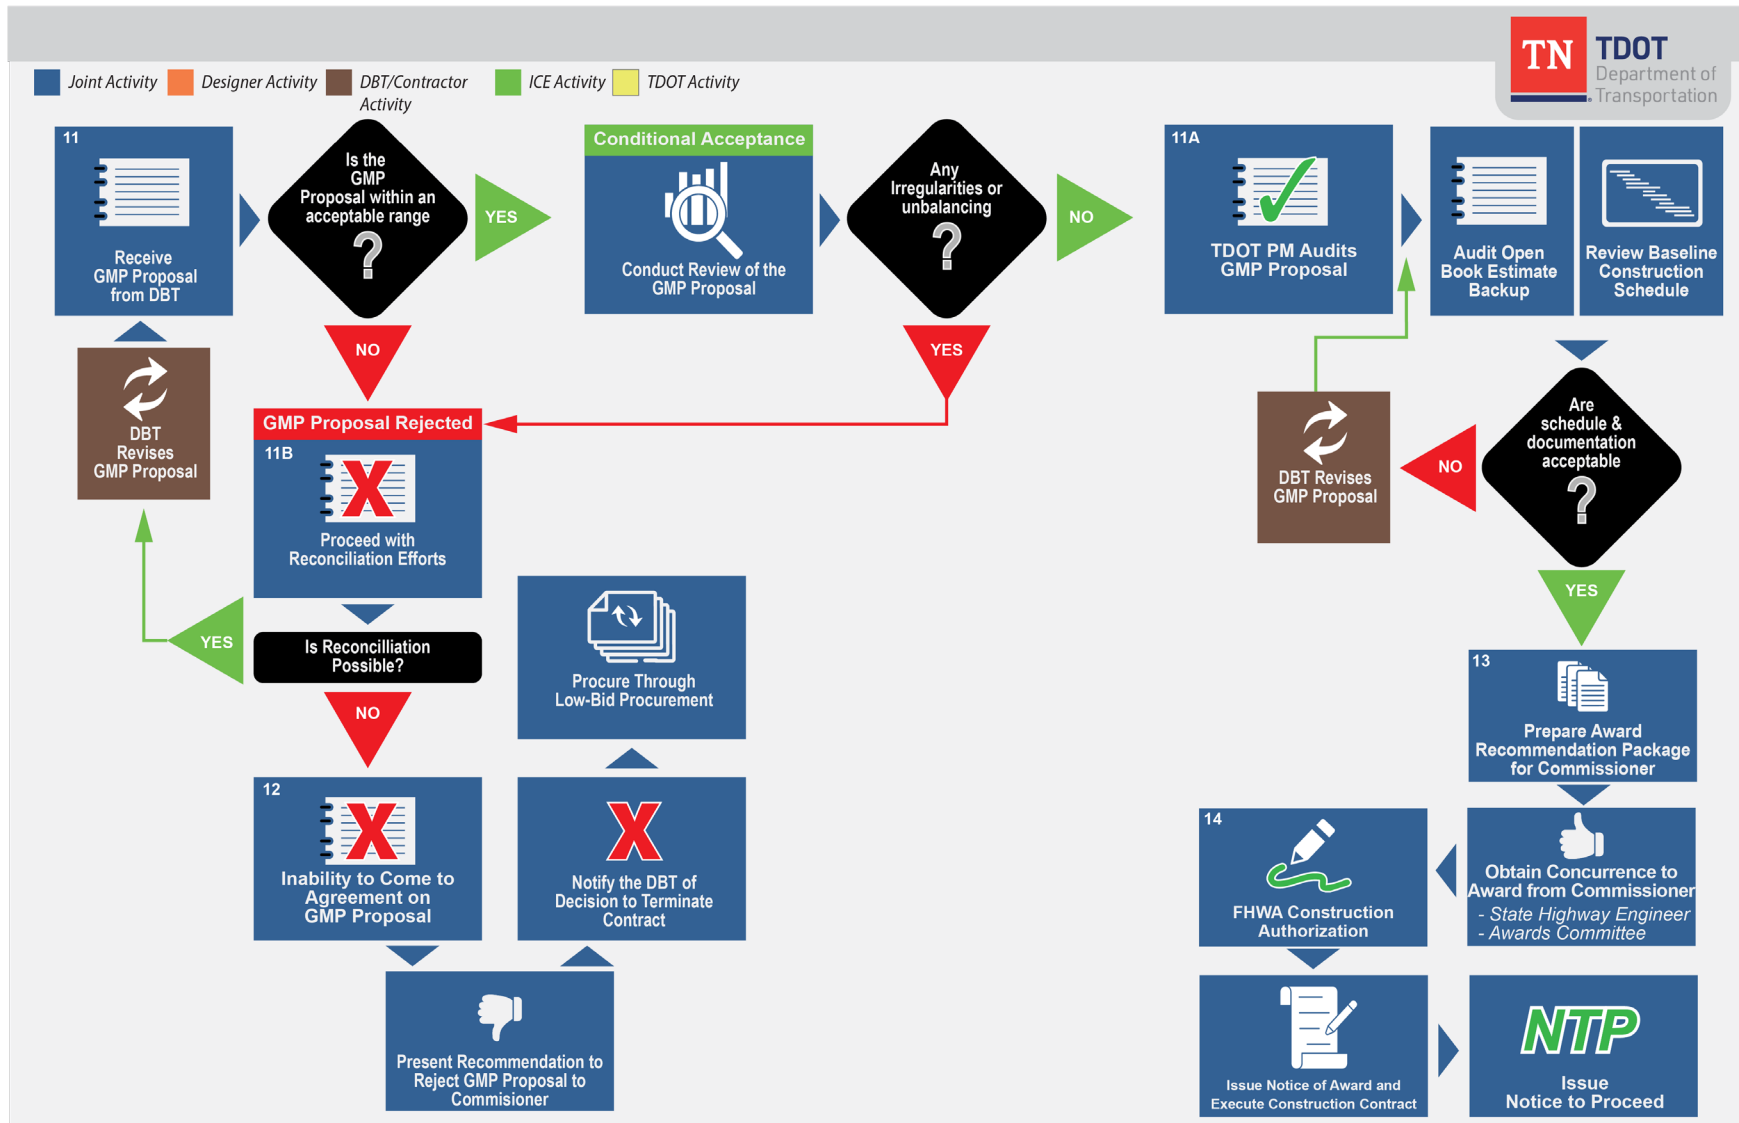 TN
TDOT
Department of
Transportation
Joint Activity
Designer Activity
DBT/Contractor
Activity
ICE Activity
TDOT Activity
11
Receive
GMP Proposal
from DBT
Is the
GMP
Proposal within an
acceptable range
?
YES
NO
Conditional Acceptance
Conduct Review of the
GMP Proposal
Any
Irregularities or
unbalancing
?
NO
YES
11A
TDOT PM Audits
GMP Proposal
Audit Open
Book Estimate
Backup
Review Baseline
Construction
Schedule
DBT
Revises
GMP Proposal
GMP Proposal Rejected
11B
X
Proceed with
Reconciliation Efforts
DBT Revises
GMP Proposal
NO
Are
schedule &
documentation
acceptable
?
YES
YES
Is Reconcilliation
Possible?
NO
Procure Through
Low-Bid Procurement
12
X
Inability to Come to
Agreement on
GMP Proposal
X
Notify the DBT of
Decision to Terminate
Contract
Present Recommendation to
Reject GMP Proposal to
Commisioner
13
Prepare Award
Recommendation Package
for Commissioner
Obtain Concurrence to
Award from Commissioner
- State Highway Engineer
- Awards Committee
14
FHWA Construction
Authorization
Issue Notice of Award and
Execute Construction Contract
NTP
Issue
Notice to Proceed